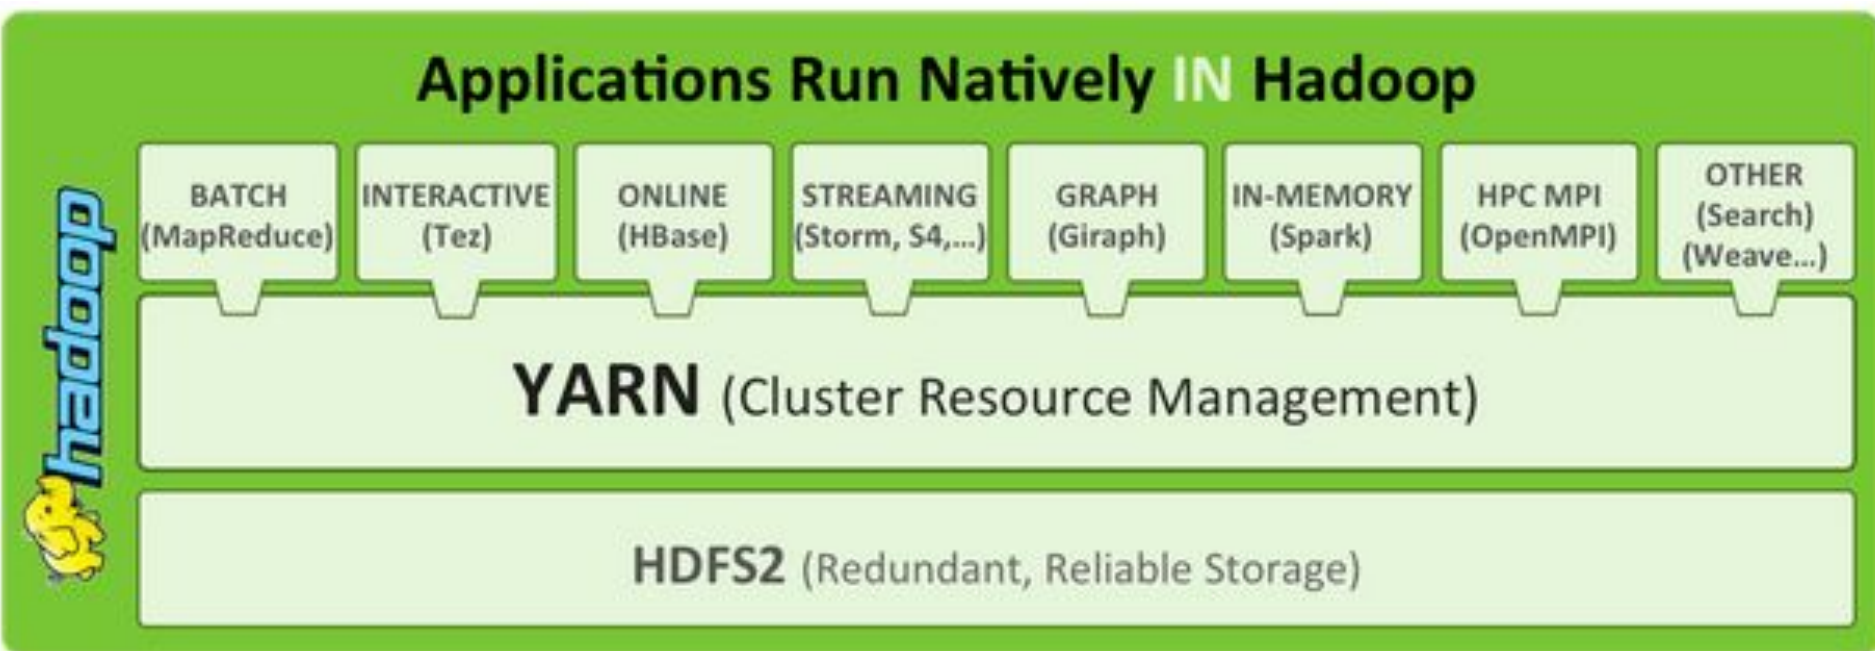 Applications Run Natively IN Hadoop
BATCH
(MapReduce)
INTERACTIVE
(Tez)
ONLINE
(HBase)
STREAMING
(Storm, S4,...)
GRAPH
(Giraph)
IN-MEMORY
(Spark)
HPC MPI
(OpenMPI)
OTHER
(Search)
(Weave...)
hadoop
YARN (Cluster Resource Management)
HDFS2 (Redundant, Reliable Storage)